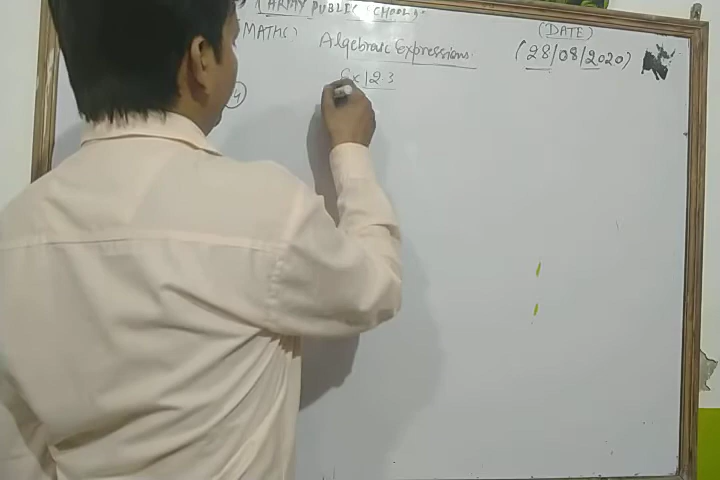 ARMY PUBLIC SCHOOL
(MATHS) Algebraic Expressions. (DATE)
(28/08/2020)
Ex 12.3